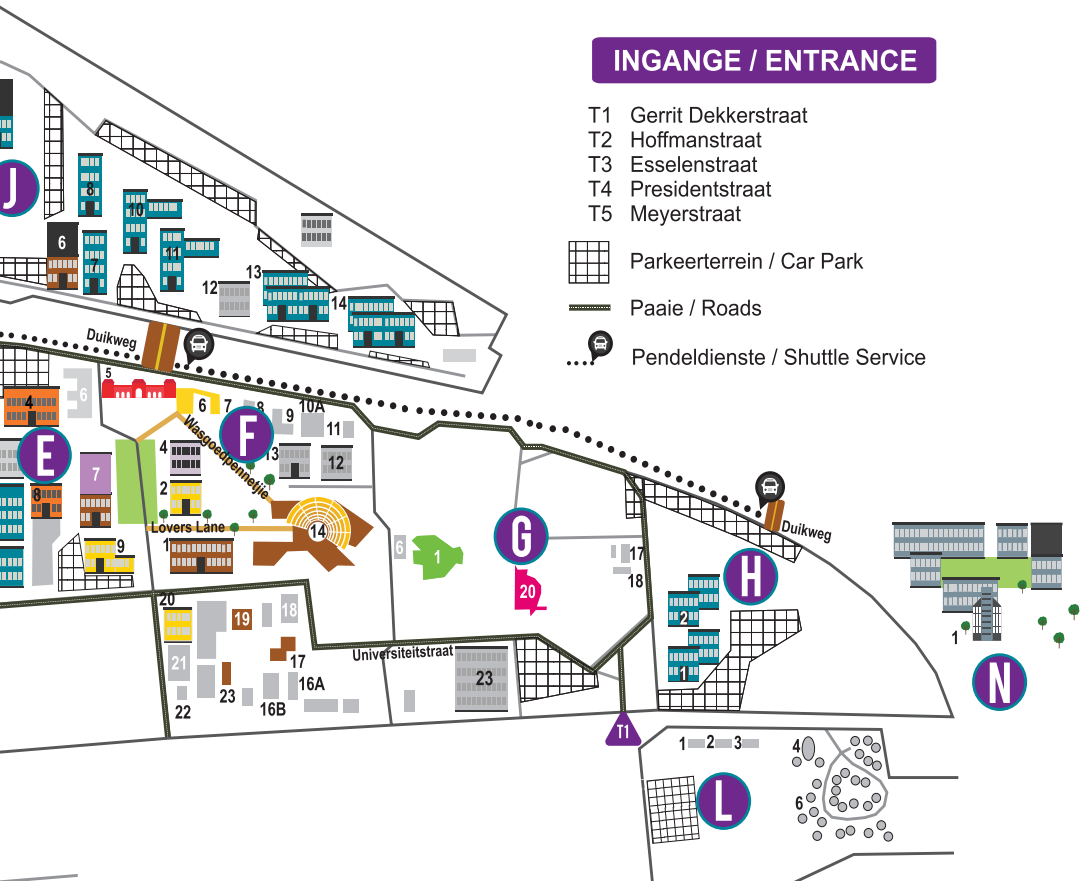 INGANGE / ENTRANCE
T1 Gerrit Dekkerstraat
T2 Hoffmanstraat
T3 Esselenstraat
T4 Presidentstraat
T5 Meyerstraat
Parkeerterrein / Car Park
Paaie / Roads
Pendeldienste / Shuttle Service
J
8
10
6
7
11
12
13
14
Duikweg
5
4
6
6
7
8
9
10A
11
F
Wasgoedpennetjie
E
4
13
12
7
8
2
Lovers Lane
14
9
1
6
1
G
20
17
18
Duikweg
H
2
1
1
N
20
19
18
21
17
Universiteitstraat
23
16A
22
23
16B
T1
1
2
3
4
L
6